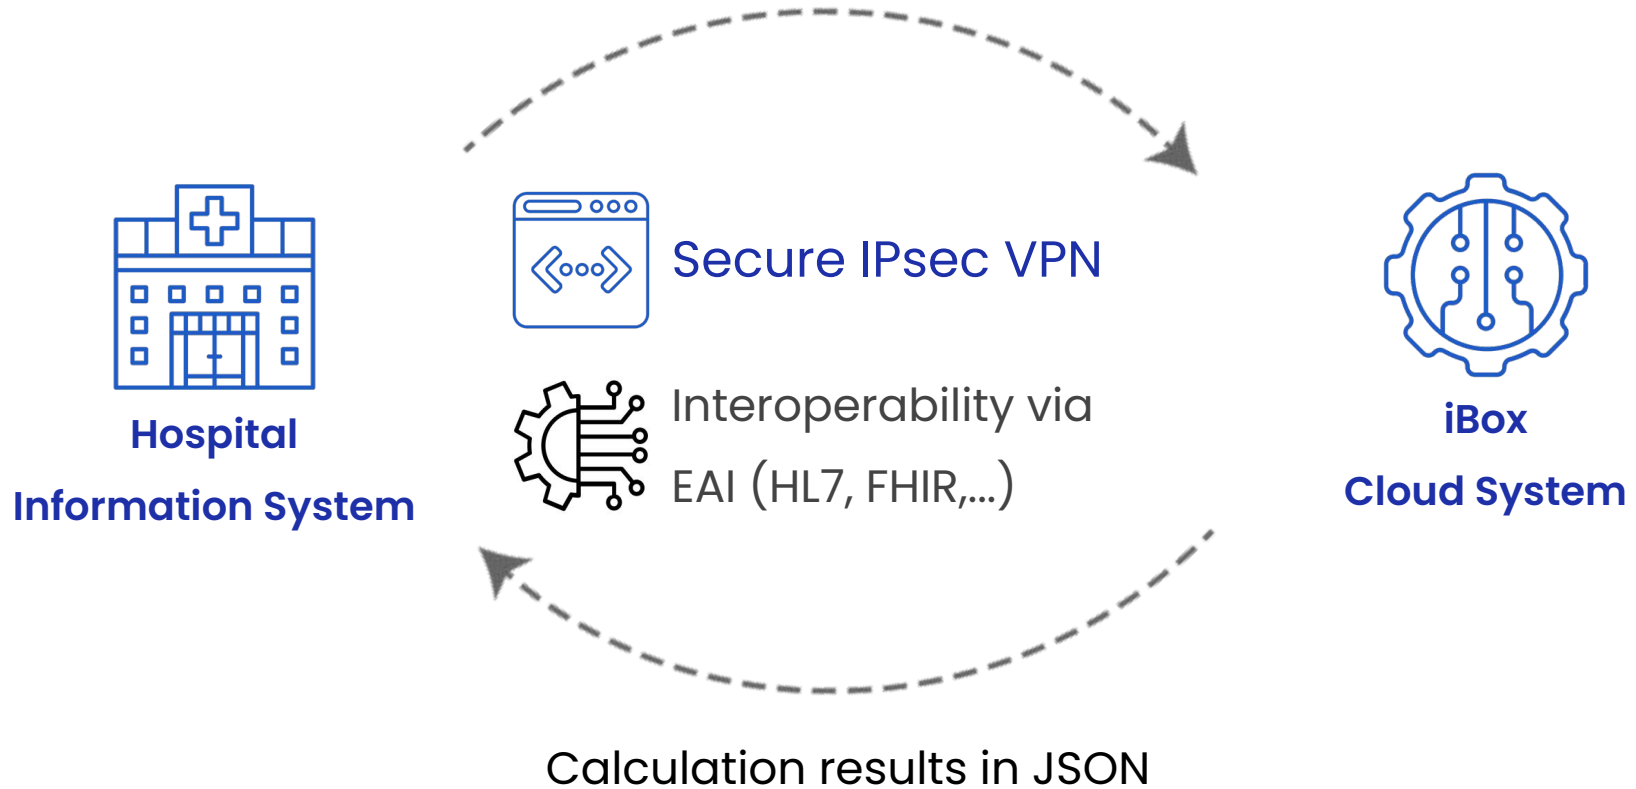 Hospital
Information System
Secure IPsec VPN
Interoperability via
EAI (HL7, FHIR,...)
iBox
Cloud System
Calculation results in JSON